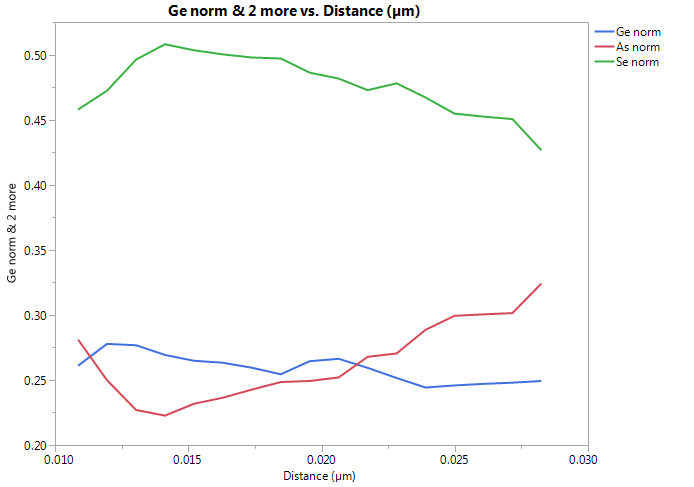 Ge norm & 2 more vs. Distance (µm)
Ge norm
As norm
Se norm
Ge norm & 2 more
0.50
0.45
0.40
0.35
0.30
0.25
0.20
0.010
0.015
0.020
0.025
0.030
Distance (µm)